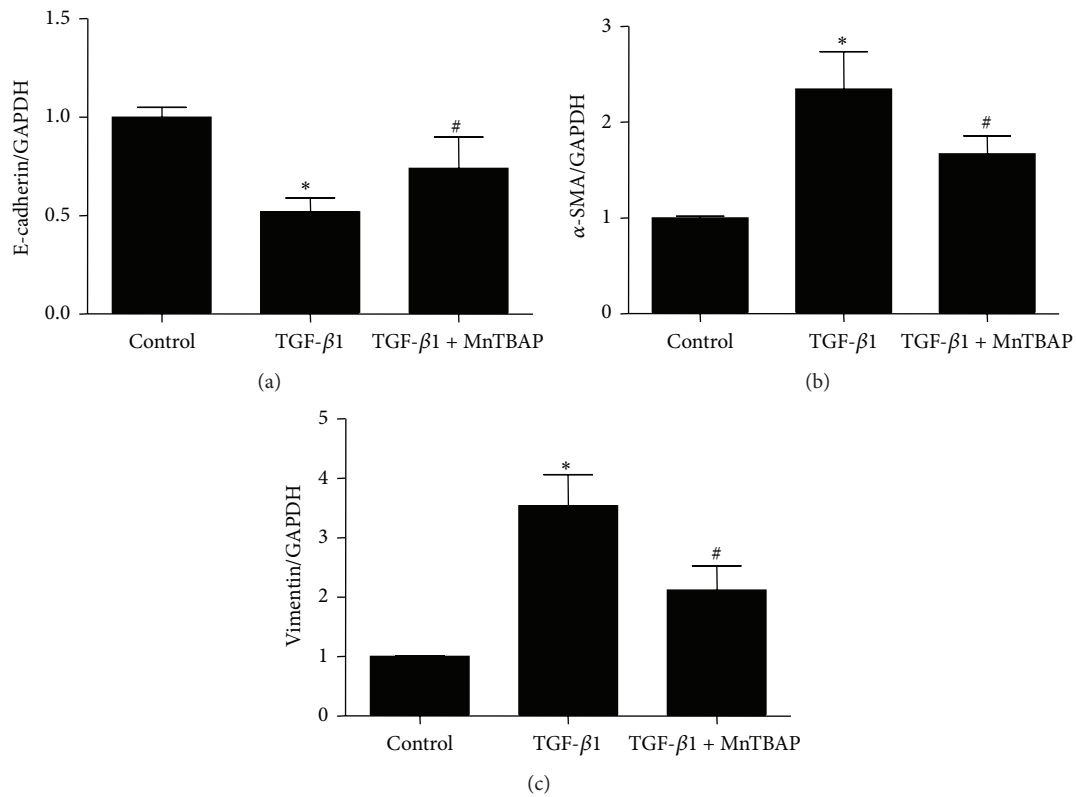 1.5
1.0
0.5
0.0
E-cadherin/GAPDH
*
#
Control
TGF-β1
TGF-β1 + MnTBAP
(a)
3
2
1
0
α-SMA/GAPDH
*
#
Control
TGF-β1
TGF-β1 + MnTBAP
(b)
5
4
3
2
1
0
Vimentin/GAPDH
*
#
Control
TGF-β1
TGF-β1 + MnTBAP
(c)